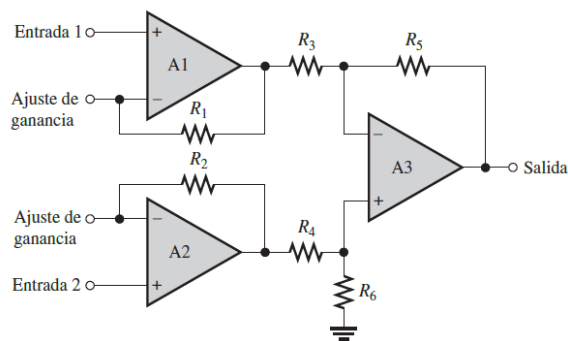 Entrada 1
+
A1
−
Ajuste de
ganancia
R1
R3
R5
−
A3
+
Salida
R2
Ajuste de
ganancia
−
A2
+
Entrada 2
R4
R6